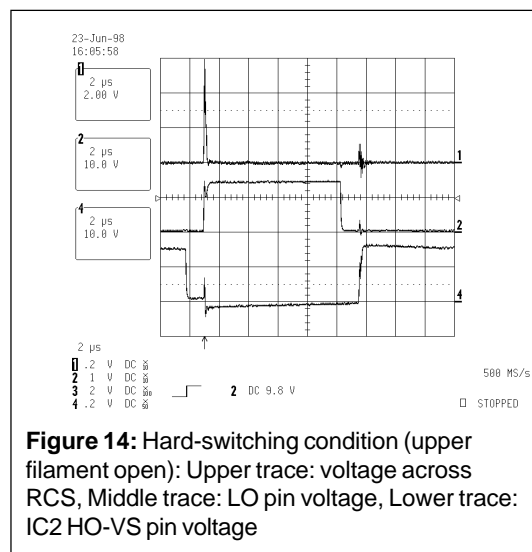 23-Jun-98
16:05:58
1
2 µs
2.00 V
2
2 µs
10.0 V
4
2 µs
10.0 V
1
2
4
2 µs
1 .2 V DC
2 1 V DC
3 2 V DC
4 .2 V DC
2 DC 9.8 V
500 MS/s
STOPPED
Figure 14: Hard-switching condition (upper
filament open): Upper trace: voltage across
RCS, Middle trace: LO pin voltage, Lower trace:
IC2 HO-VS pin voltage